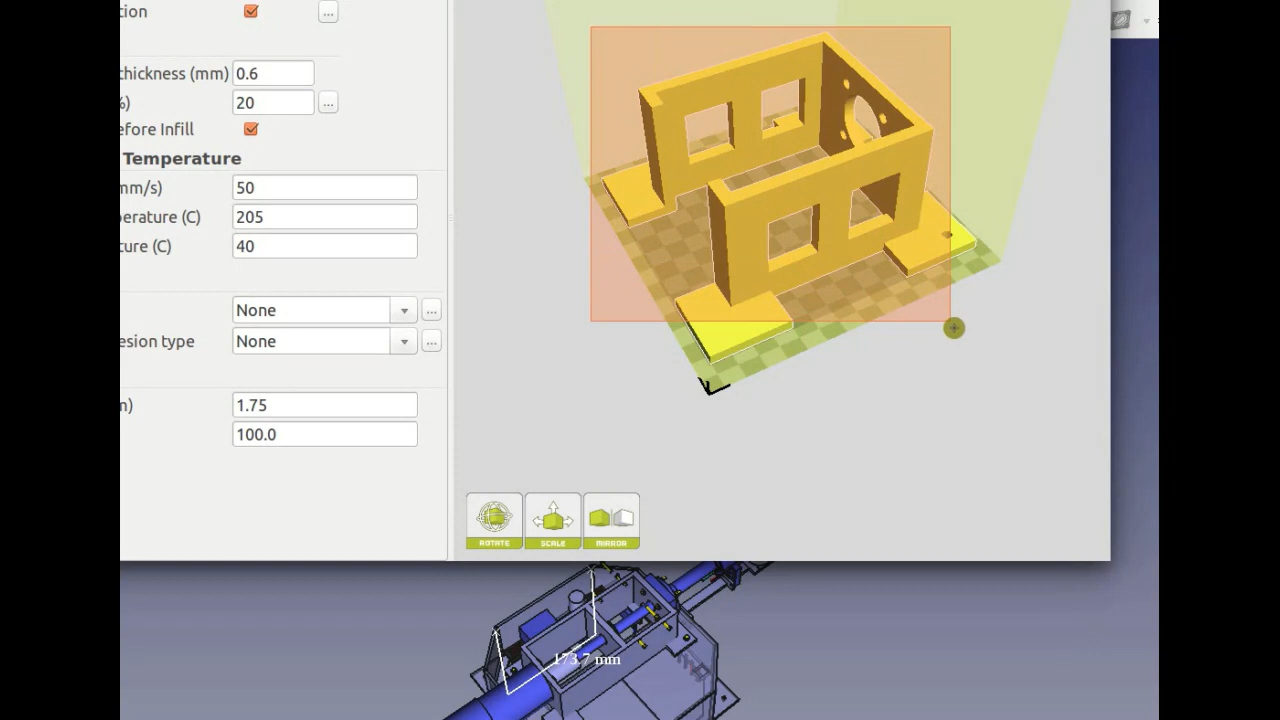 tion
...
thickness (mm) 0.6
%) 20 ...
efore Infill
Temperature
mm/s) 50
perature (C) 205
ture (C) 40
None ...
esion type None ...
m) 1.75
100.0
ROTATE SCALE MIRROR
173.7 mm